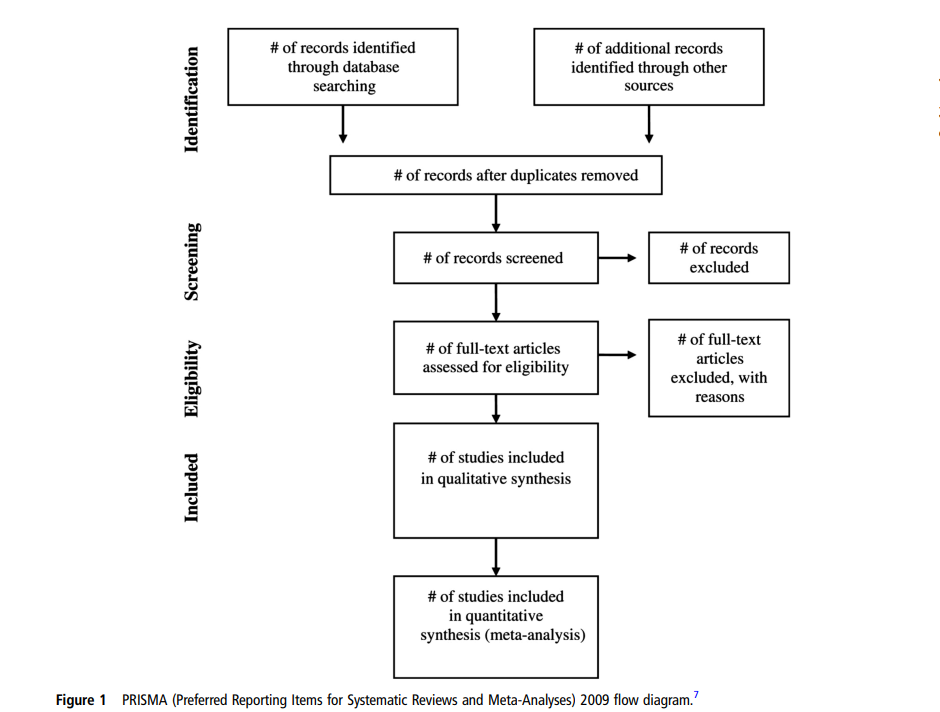 Identification
# of records identified
through database
searching
# of additional records
identified through other
sources
# of records after duplicates removed
Screening
# of records screened
# of records
excluded
Eligibility
# of full-text articles
assessed for eligibility
# of full-text
articles
excluded, with
reasons
Included
# of studies included
in qualitative synthesis
# of studies included
in quantitative
synthesis (meta-analysis)
Figure 1 PRISMA (Preferred Reporting Items for Systematic Reviews and Meta-Analyses) 2009 flow diagram.7